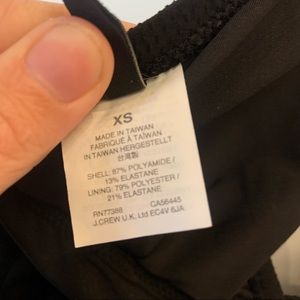 XS
MADE IN TAIWAN
FABRIQUÉ À TAIWAN
IN TAIWAN HERGESTELLT
台灣製
SHELL: 87% POLYAMIDE /
13% ELASTANE
LINING: 79% POLYESTER /
21% ELASTANE
RN77388 CA56445
J.CREW U.K. Ltd EC4V 6JA